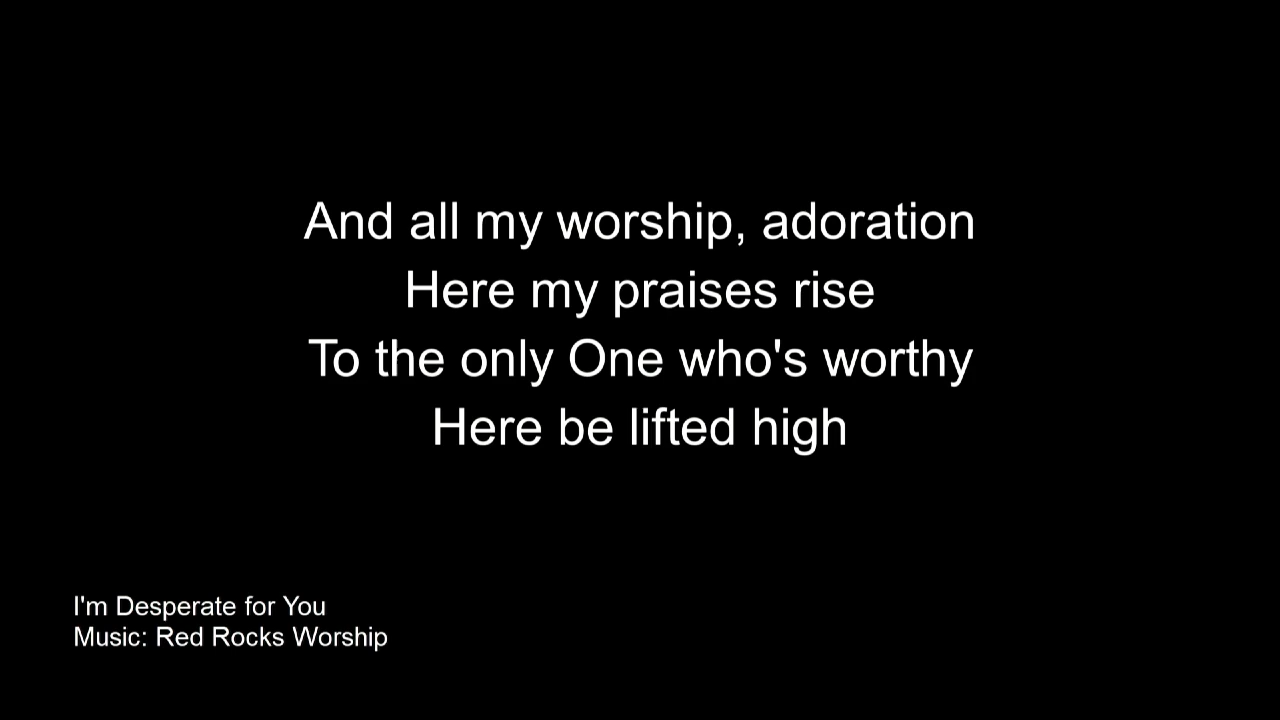 And all my worship, adoration
Here my praises rise
To the only One who's worthy
Here be lifted high
I'm Desperate for You
Music: Red Rocks Worship